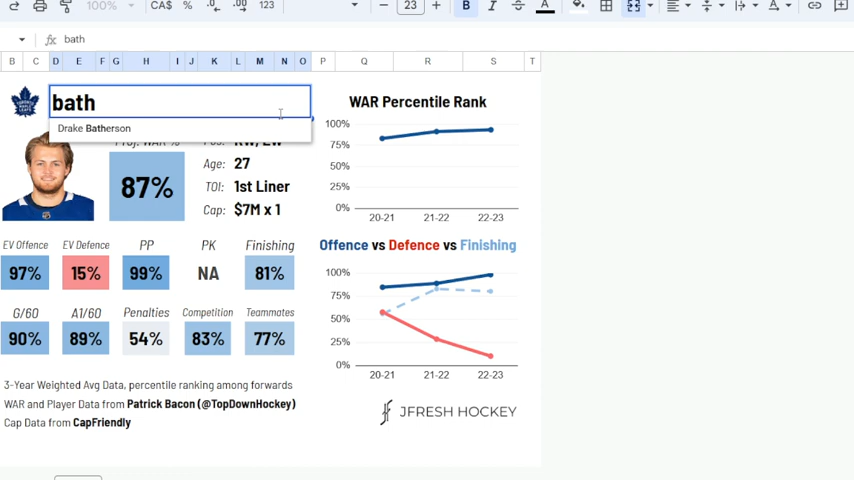 100% CA$ % .0 .00 123 23 + B I S A
fx bath
B C D E F G H I J K L M N O P Q R S T
TORONTO MAPLE LEAFS
bath
Drake Batherson
Age: 27
87% TOI: 1st Liner
Cap: $7M x 1
EV Offence EV Defence PP PK Finishing
97% 15% 99% NA 81%
G/60 A1/60 Penalties Competition Teammates
90% 89% 54% 83% 77%
3-Year Weighted Avg Data, percentile ranking among forwards
WAR and Player Data from Patrick Bacon (@TopDownHockey)
Cap Data from CapFriendly
WAR Percentile Rank
100%
75%
50%
25%
0%
20-21 21-22 22-23
Offence vs Defence vs Finishing
100%
75%
50%
25%
0%
20-21 21-22 22-23
JFRESH HOCKEY